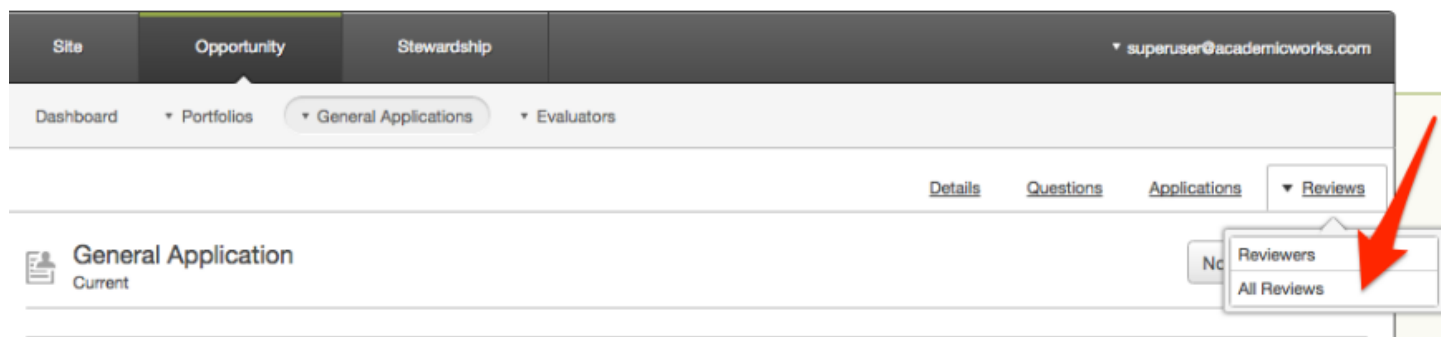 Site Opportunity Stewardship superuser@academicworks.com
Dashboard Portfolios General Applications Evaluators
Details Questions Applications Reviews
General Application
Current
Reviewers
All Reviews